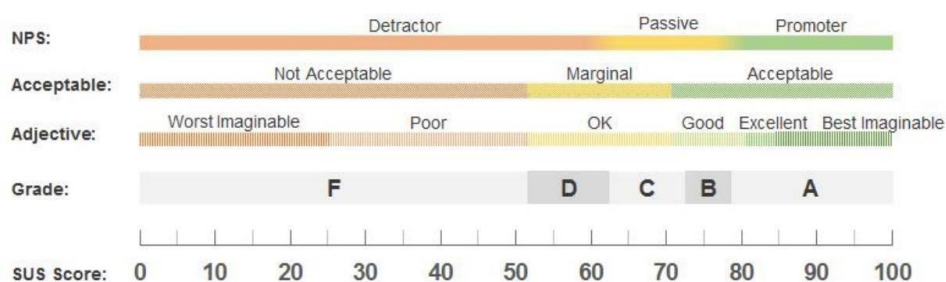 NPS: Detractor Passive Promoter
Acceptable: Not Acceptable Marginal Acceptable
Adjective: Worst Imaginable Poor OK Good Excellent Best Imaginable
Grade: F D C B A
SUS Score: 0 10 20 30 40 50 60 70 80 90 100